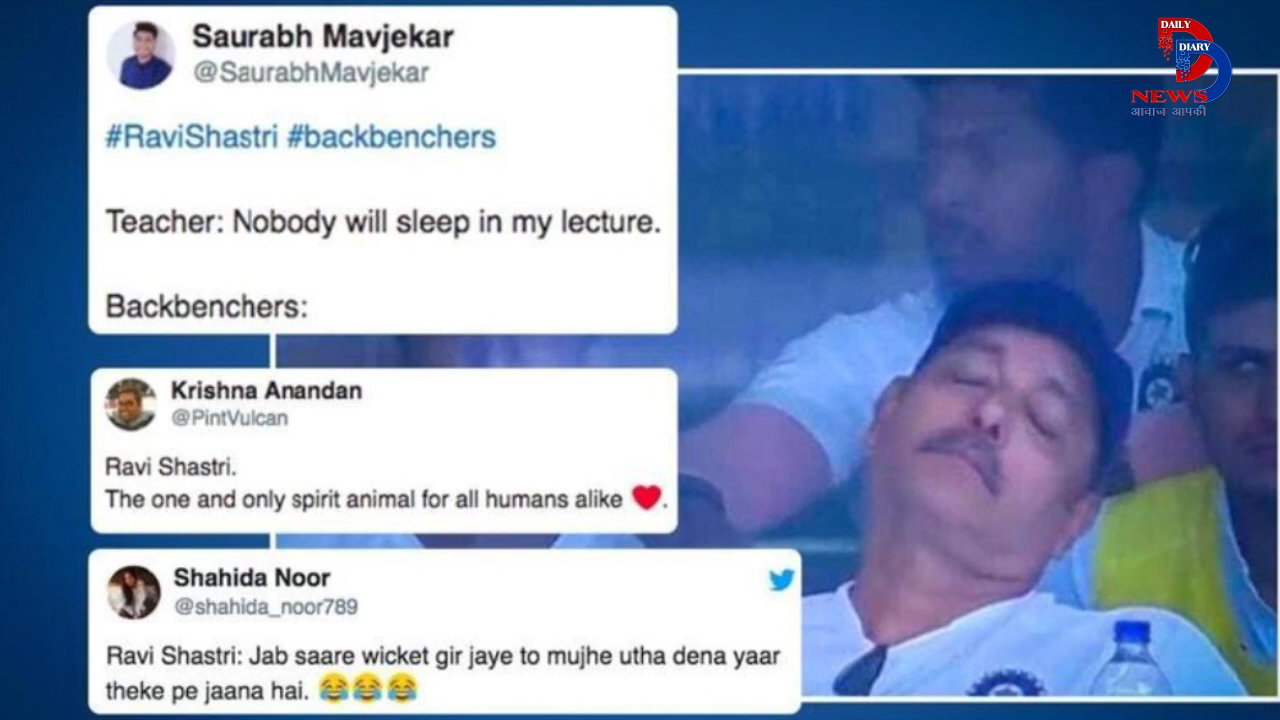 Saurabh Mavjekar
@SaurabhMavjekar
#RaviShastri #backbenchers
Teacher: Nobody will sleep in my lecture.
Backbenchers:
Krishna Anandan
@PintVulcan
Ravi Shastri.
The one and only spirit animal for all humans alike ❤️.
Shahida Noor
@shahida_noor789
Ravi Shastri: Jab saare wicket gir jaye to mujhe utha dena yaar
theke pe jaana hai. 😂😂😂
DAILY
DIARY
NEWS
आवाज आपकी